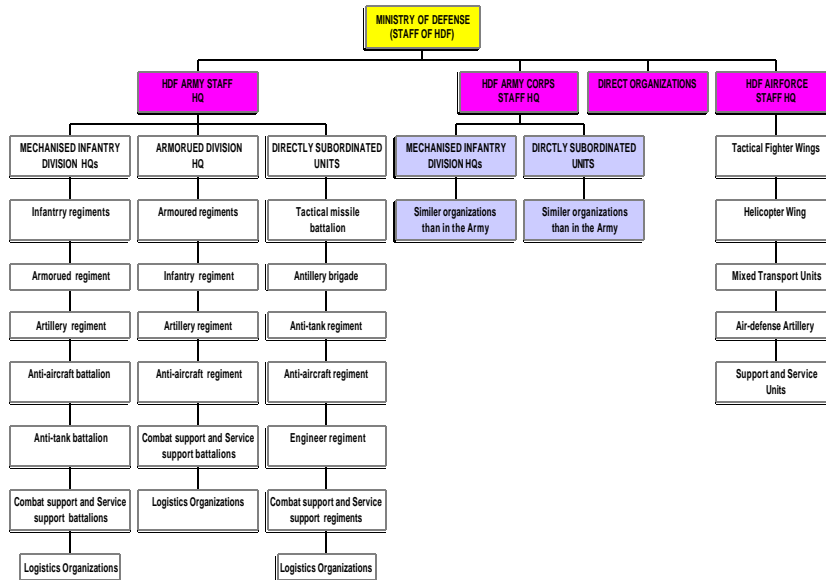 MINISTRY OF DEFENSE
(STAFF OF HDF)
HDF ARMY STAFF
HQ
HDF ARMY CORPS
STAFF HQ
DIRECT ORGANIZATIONS
HDF AIRFORCE
STAFF HQ
MECHANISED INFANTRY
DIVISION HQs
ARMORUED DIVISION
HQ
DIRECTLY SUBORDINATED
UNITS
MECHANISED INFANTRY
DIVISION HQs
DIRCTLY SUBORDINATED
UNITS
Tactical Fighter Wings
Infantrry regiments
Armoured regiments
Tactical missile
battalion
Similer organizations
than in the Army
Similer organizations
than in the Army
Helicopter Wing
Armorued regiment
Infantry regiment
Antillery brigade
Mixed Transport Units
Artillery regiment
Artillery regiment
Anti-tank regiment
Air-defense Artillery
Anti-aircraft battalion
Anti-aircraft regiment
Anti-aircraft regiment
Support and Service
Units
Anti-tank battalion
Combat support and Service
support battalions
Engineer regiment
Combat support and Service
support battalions
Logistics Organizations
Combat support and Service
support regiments
Logistics Organizations
Logistics Organizations